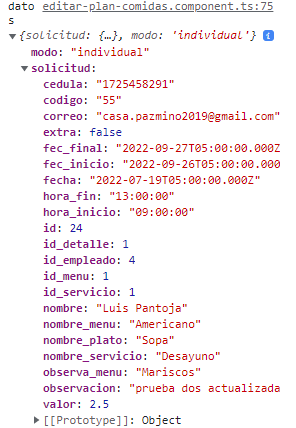 dato editar-plan-comidas.component.ts:75
s
{solicitud: {…}, modo: 'individual'}
modo: "individual"
solicitud:
cedula: "1725458291"
codigo: "55"
correo: "casa.pazmino2019@gmail.com"
extra: false
fec_final: "2022-09-27T05:00:00.000Z
fec_inicio: "2022-09-26T05:00:00.000
fecha: "2022-07-19T05:00:00.000Z"
hora_fin: "13:00:00"
hora_inicio: "09:00:00"
id: 24
id_detalle: 1
id_empleado: 4
id_menu: 1
id_servicio: 1
nombre: "Luis Pantoja"
nombre_menu: "Americano"
nombre_plato: "Sopa"
nombre_servicio: "Desayuno"
observa_menu: "Mariscos"
observacion: "prueba dos actualizada
valor: 2.5
[[Prototype]]: Object